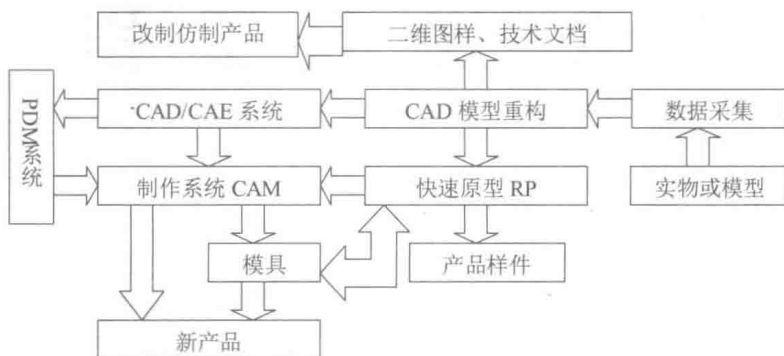 改制仿制产品
二维图样、技术文档
PDM系统
CAD/CAE 系统
CAD 模型重构
数据采集
制作系统 CAM
快速原型 RP
实物或模型
模具
产品样件
新产品